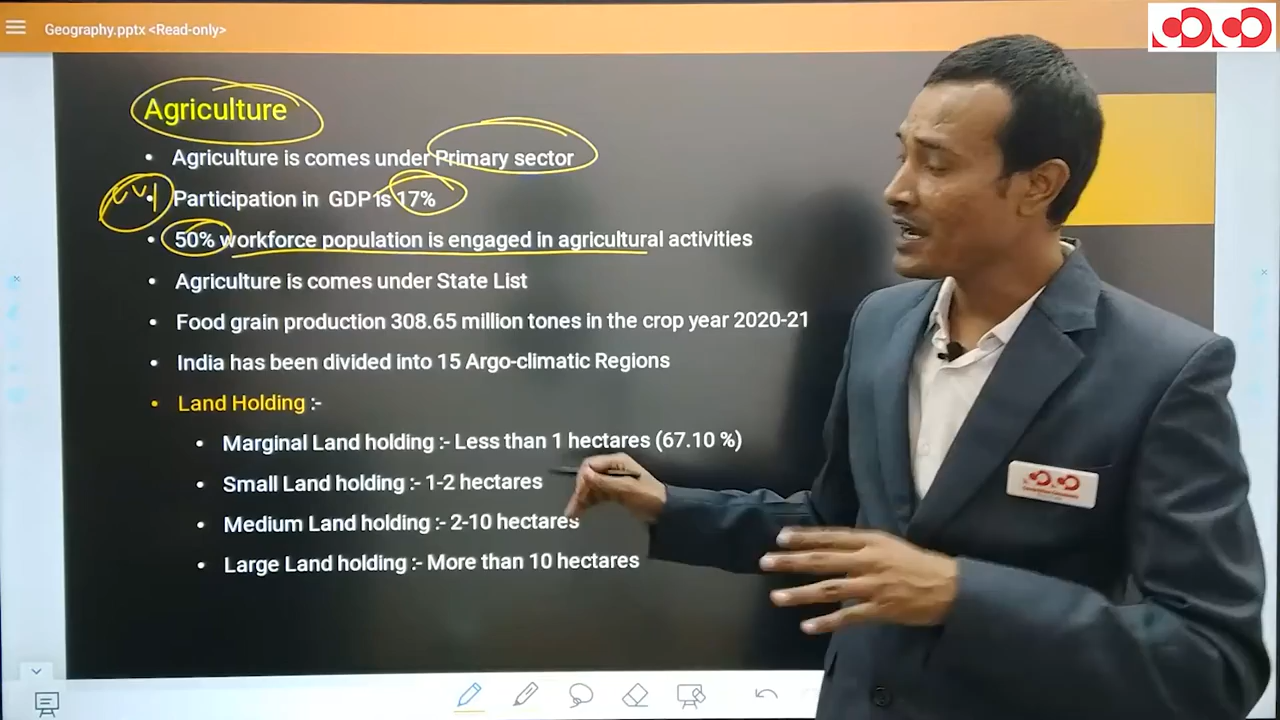 Geography.pptx <Read-only>
Agriculture
• Agriculture is comes under Primary sector
• Participation in GDP is 17%
• 50% workforce population is engaged in agricultural activities
• Agriculture is comes under State List
• Food grain production 308.65 million tones in the crop year 2020-21
• India has been divided into 15 Argo-climatic Regions
• Land Holding :-
• Marginal Land holding :- Less than 1 hectares (67.10 %)
• Small Land holding :- 1-2 hectares
• Medium Land holding :- 2-10 hectares
• Large Land holding :- More than 10 hectares